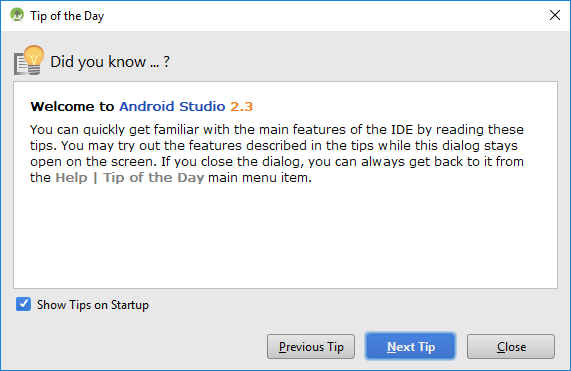 Tip of the Day
Did you know ... ?
Welcome to Android Studio 2.3
You can quickly get familiar with the main features of the IDE by reading these
tips. You may try out the features described in the tips while this dialog stays
open on the screen. If you close the dialog, you can always get back to it from
the Help | Tip of the Day main menu item.
Show Tips on Startup
Previous Tip Next Tip Close